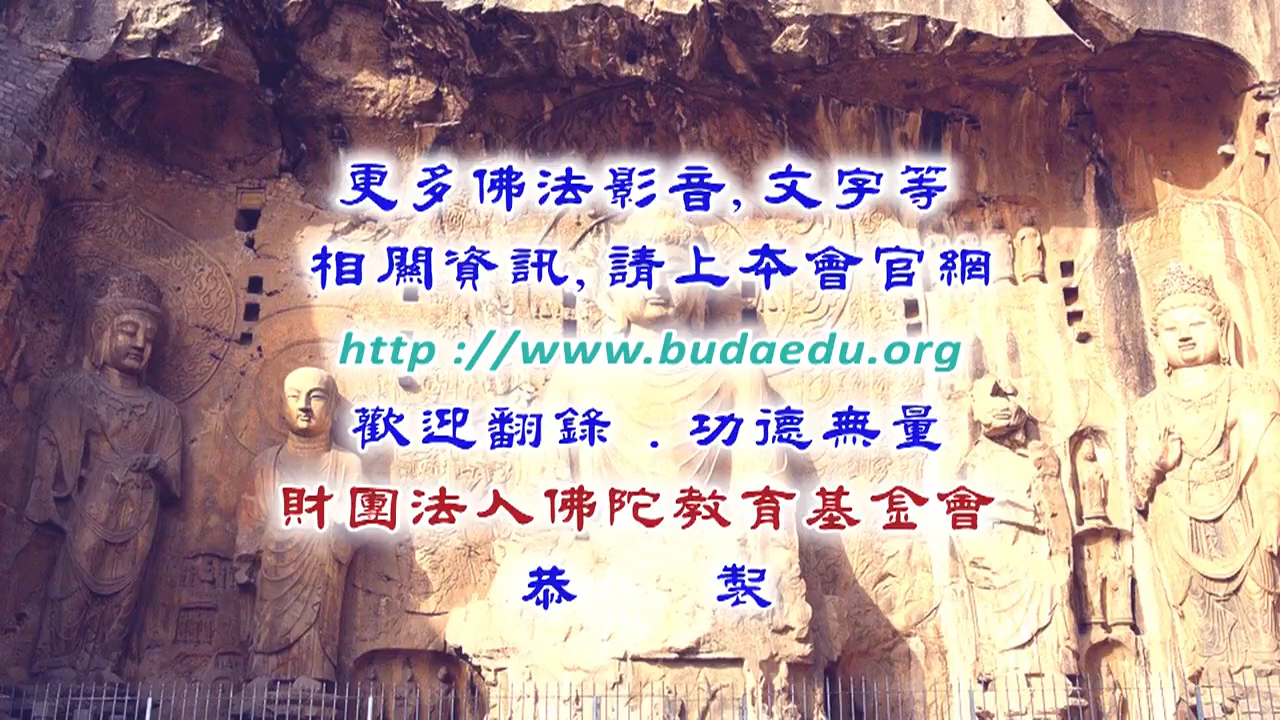 更多佛法影音,文字等
相關資訊,請上本會官網
http ://www.budaedu.org
歡迎翻錄 . 功德無量
財團法人佛陀教育基金會
恭 製